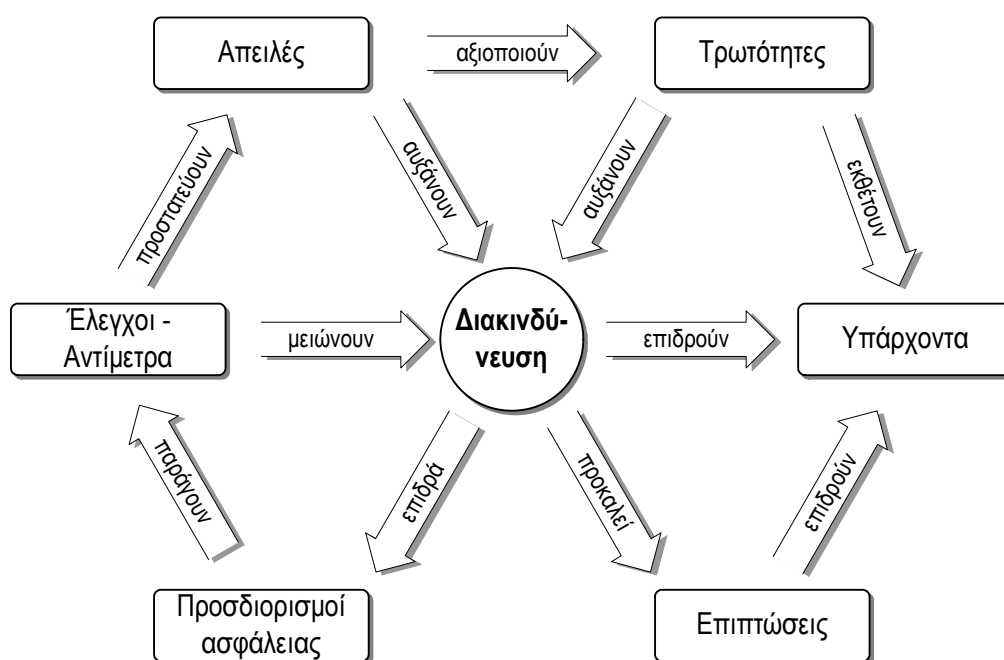 Απειλές
αξιοποιούν
Τρωτότητες
προστατεύουν
αυξάνουν
αυξάνουν
εκθέτουν
Έλεγχοι -
Αντίμετρα
μειώνουν
Διακινδύ-
νευση
επιδρούν
Υπάρχοντα
παράγουν
επιδρά
προκαλεί
επιδρούν
Προσδιορισμοί
ασφάλειας
Επιπτώσεις